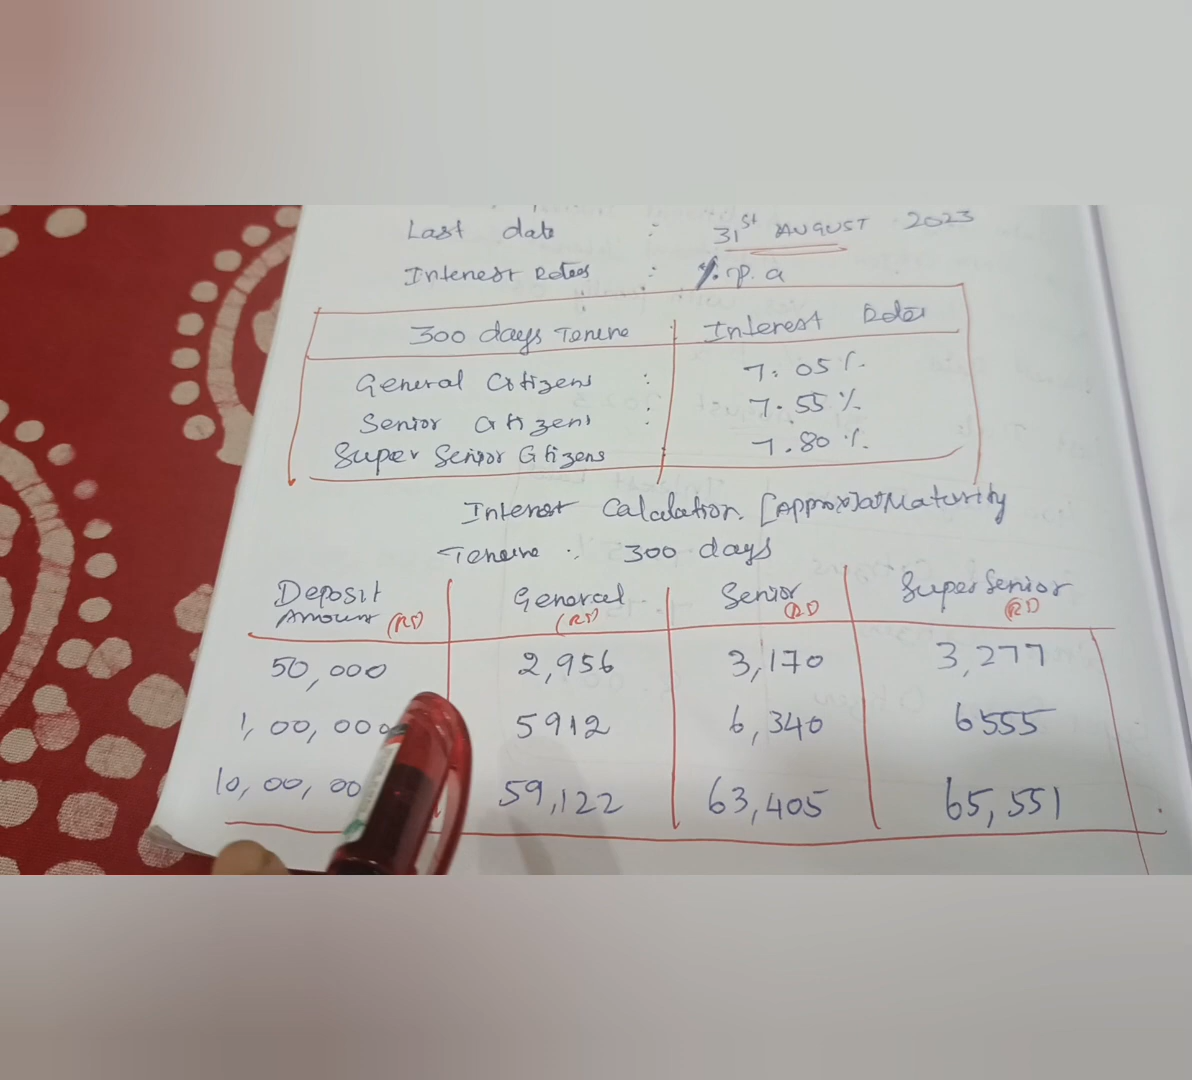 Last date : 31st AUGUST 2023
Interest Rates : % p.a
300 days Tenure Interest Rates
General Citizens : 7.05%
Senior Citizens : 7.55%
Super Senior Citizens : 7.80%
Interest Calculation. [Approx] at Maturity
Tenure : 300 days
Deposit Amount (RS) General (RS) Senior (RS) Super Senior (RS)
50,000 2,956 3,170 3,277
1,00,000 5912 6,340 6555
10,00,00 59,122 63,405 65,551